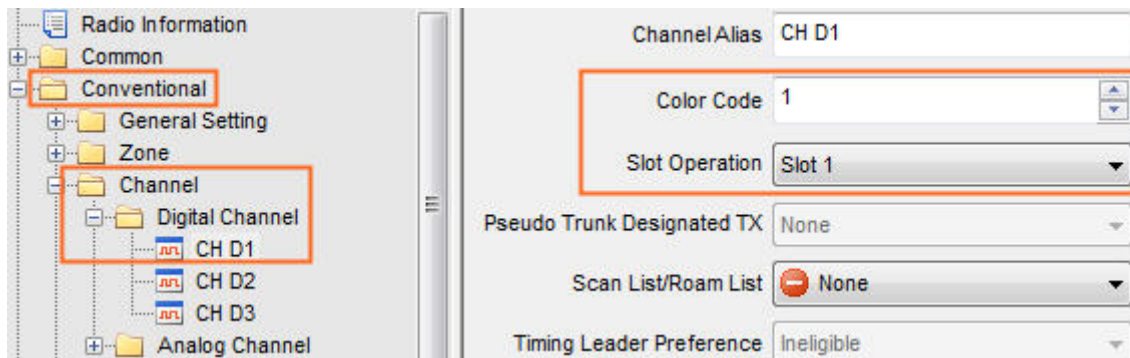 Radio Information
Common
Conventional
General Setting
Zone
Channel
Digital Channel
CH D1
CH D2
CH D3
Analog Channel
Channel Alias CH D1
Color Code 1
Slot Operation Slot 1
Pseudo Trunk Designated TX None
Scan List/Roam List None
Timing Leader Preference Ineligible